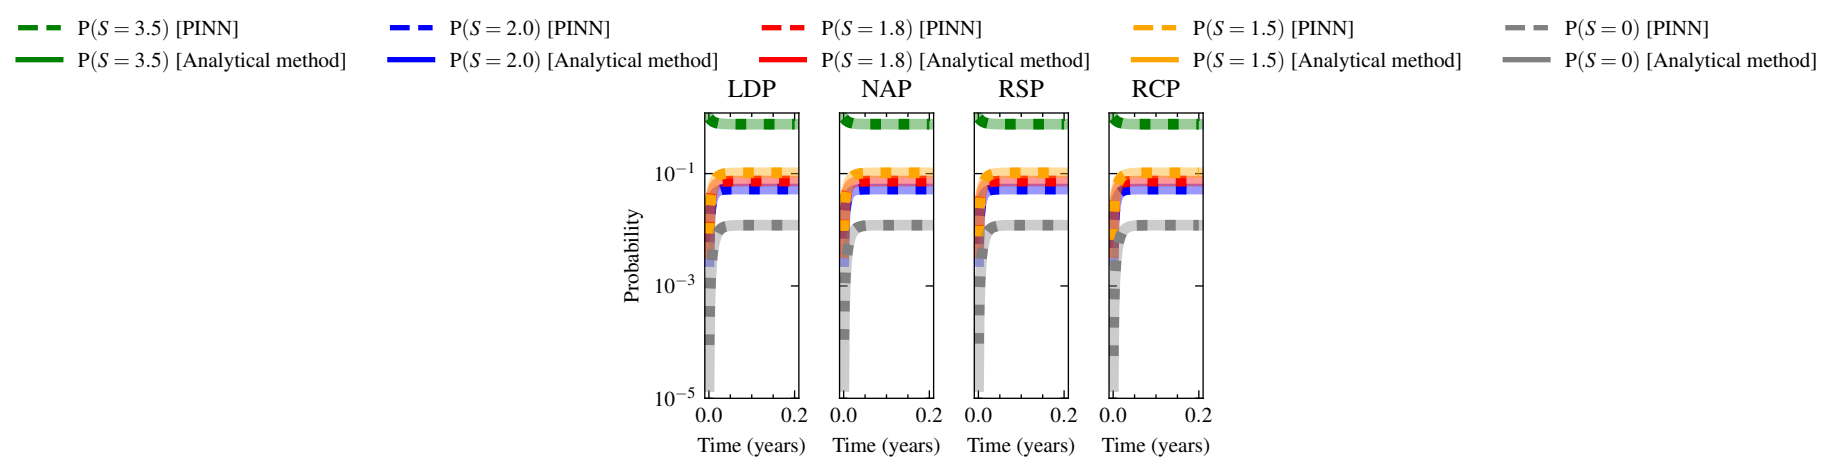 P(S = 3.5) [PINN] P(S = 2.0) [PINN] P(S = 1.8) [PINN] P(S = 1.5) [PINN] P(S = 0) [PINN]
P(S = 3.5) [Analytical method] P(S = 2.0) [Analytical method] P(S = 1.8) [Analytical method] P(S = 1.5) [Analytical method] P(S = 0) [Analytical method]
LDP NAP RSP RCP
10⁻¹
Probability
10⁻³
10⁻⁵
0.0 0.2 0.0 0.2 0.0 0.2 0.0 0.2
Time (years) Time (years) Time (years) Time (years)